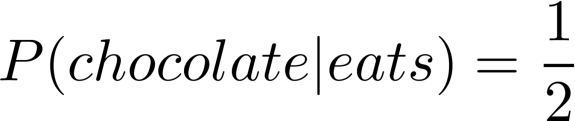 P(chocolate|eats) = 1/2